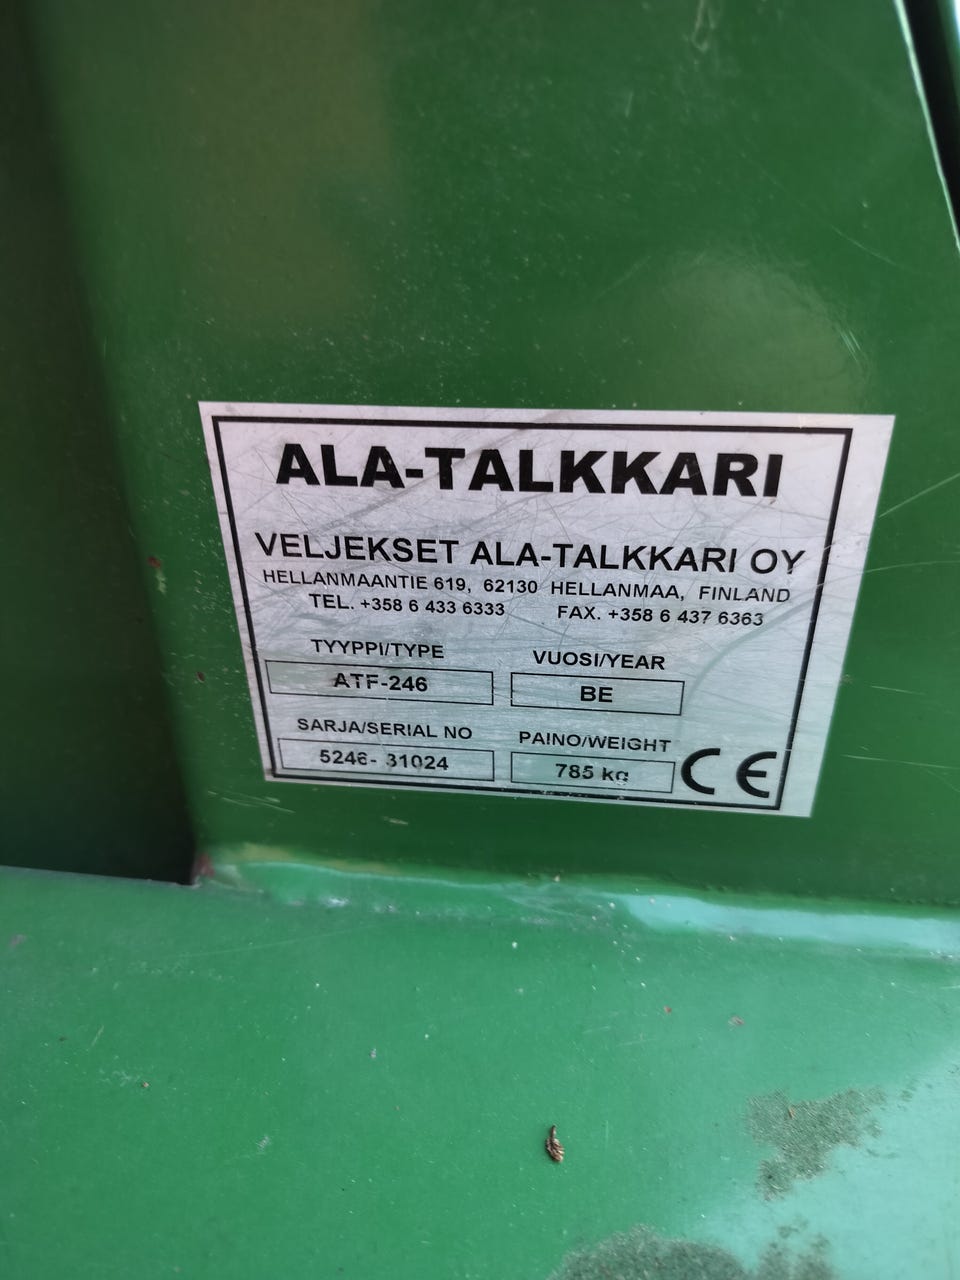 ALA-TALKKARI
VELJEKSET ALA-TALKKARI OY
HELLANMAANTIE 619, 62130 HELLANMAA, FINLAND
TEL. +358 6 433 6333 FAX. +358 6 437 6363
TYYPPI/TYPE VUOSI/YEAR
ATF-246 BE
SARJA/SERIAL NO PAINO/WEIGHT
5246- 31024 785 kg CE